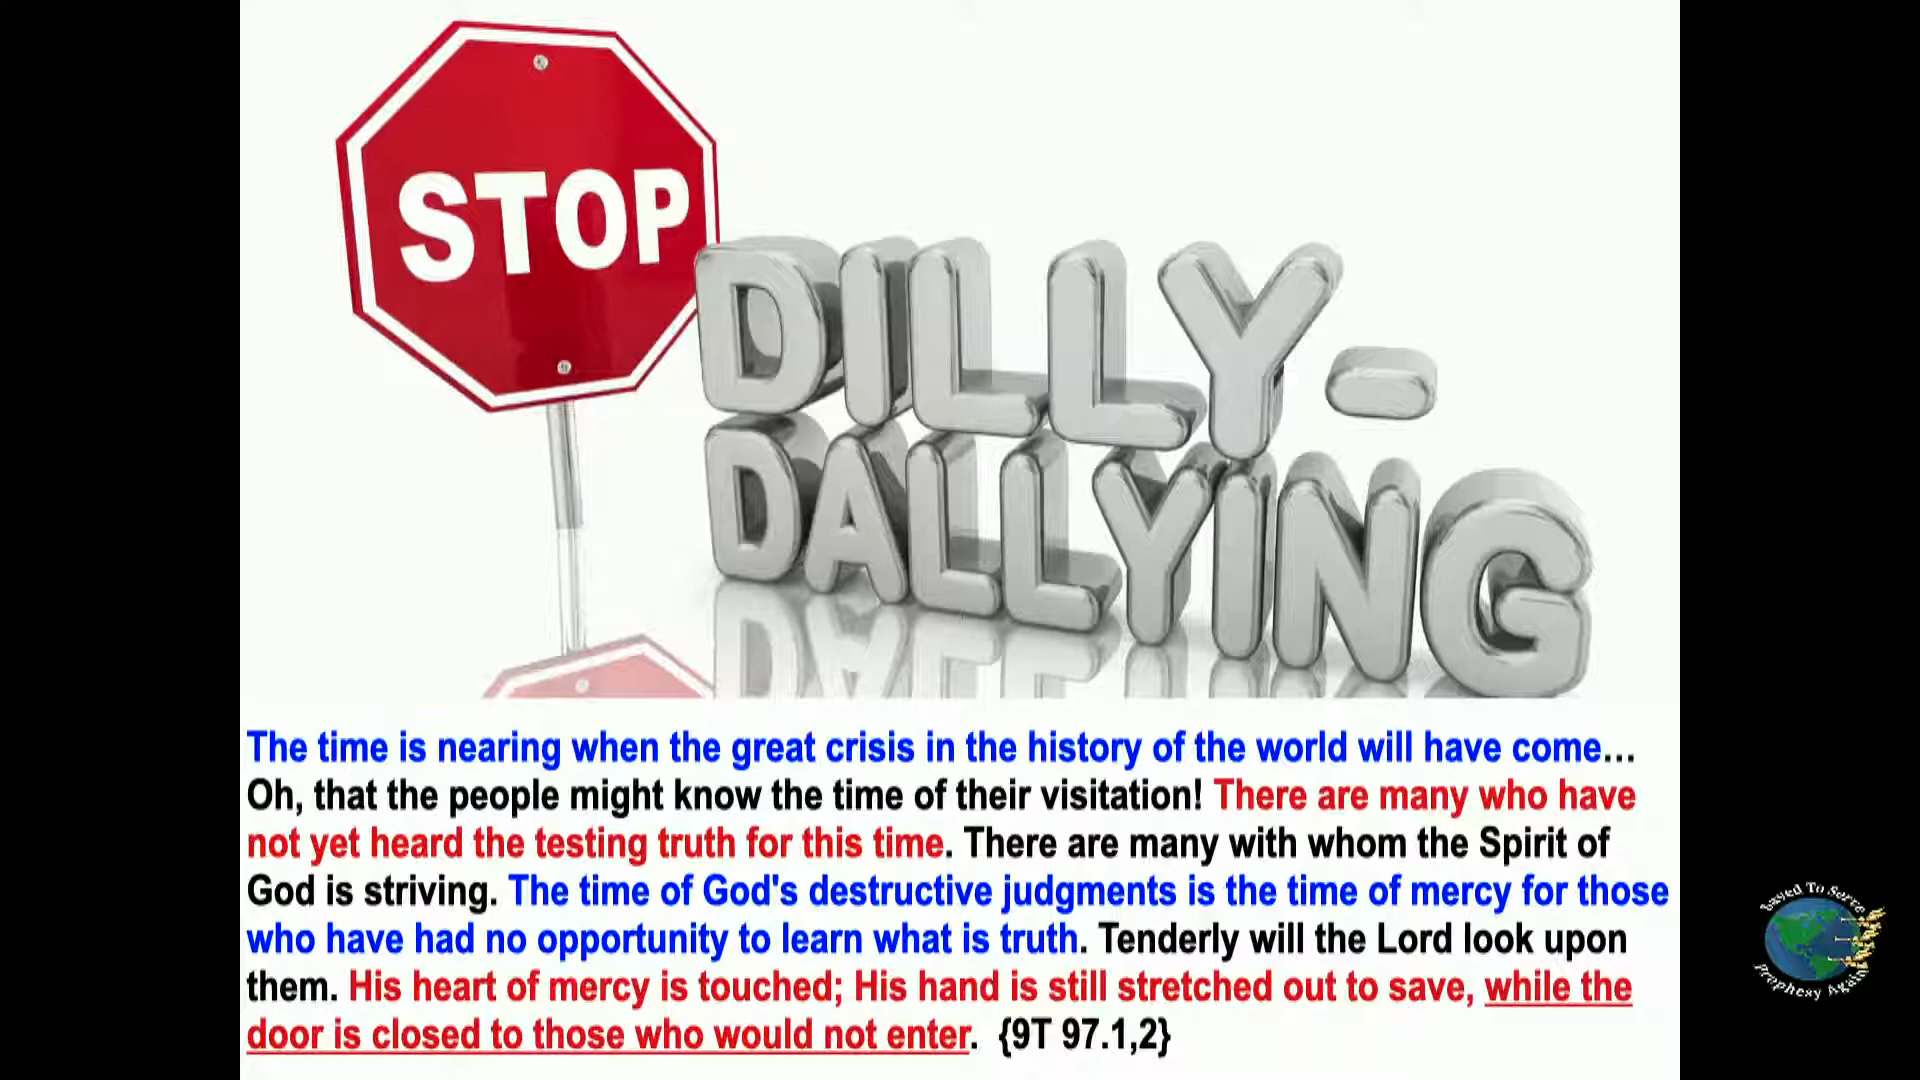 STOP
DILLY-
DALLYING
The time is nearing when the great crisis in the history of the world will have come...
Oh, that the people might know the time of their visitation! There are many who have
not yet heard the testing truth for this time. There are many with whom the Spirit of
God is striving. The time of God's destructive judgments is the time of mercy for those
who have had no opportunity to learn what is truth. Tenderly will the Lord look upon
them. His heart of mercy is touched; His hand is still stretched out to save, while the
door is closed to those who would not enter. {9T 97.1,2}
To Serve
Prophesy Again